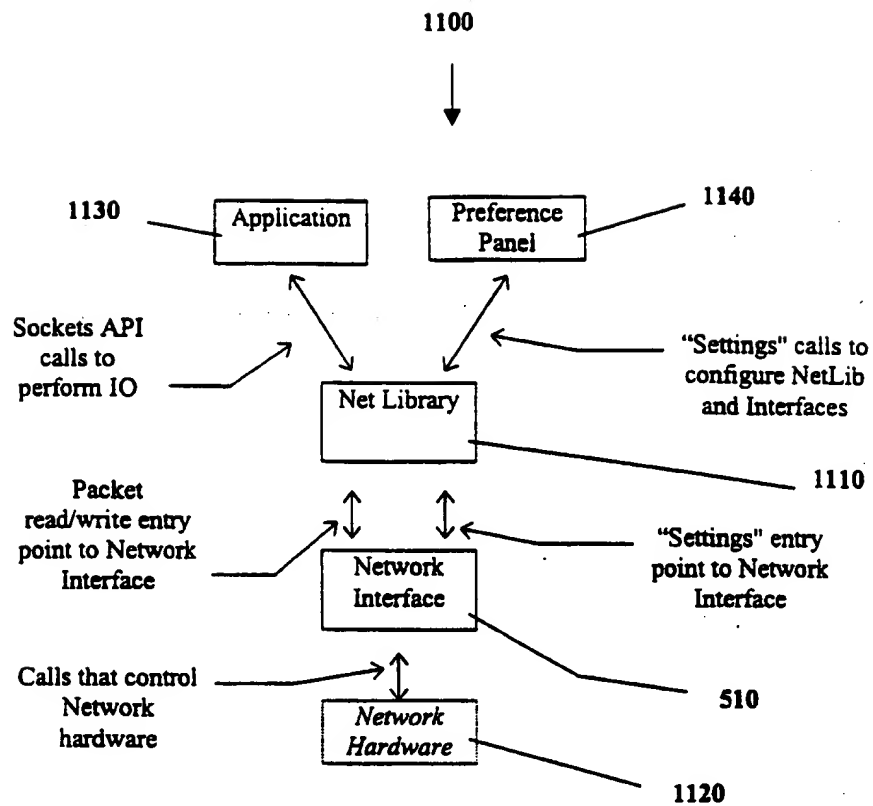 1100
1130
Application
Preference
Panel
1140
Sockets API
calls to
perform IO
“Settings" calls to
configure NetLib
and Interfaces
Net Library
1110
Packet
read/write entry
point to Network
Interface
“Settings" entry
point to Network
Interface
Network
Interface
510
Calls that control
Network
hardware
Network
Hardware
1120